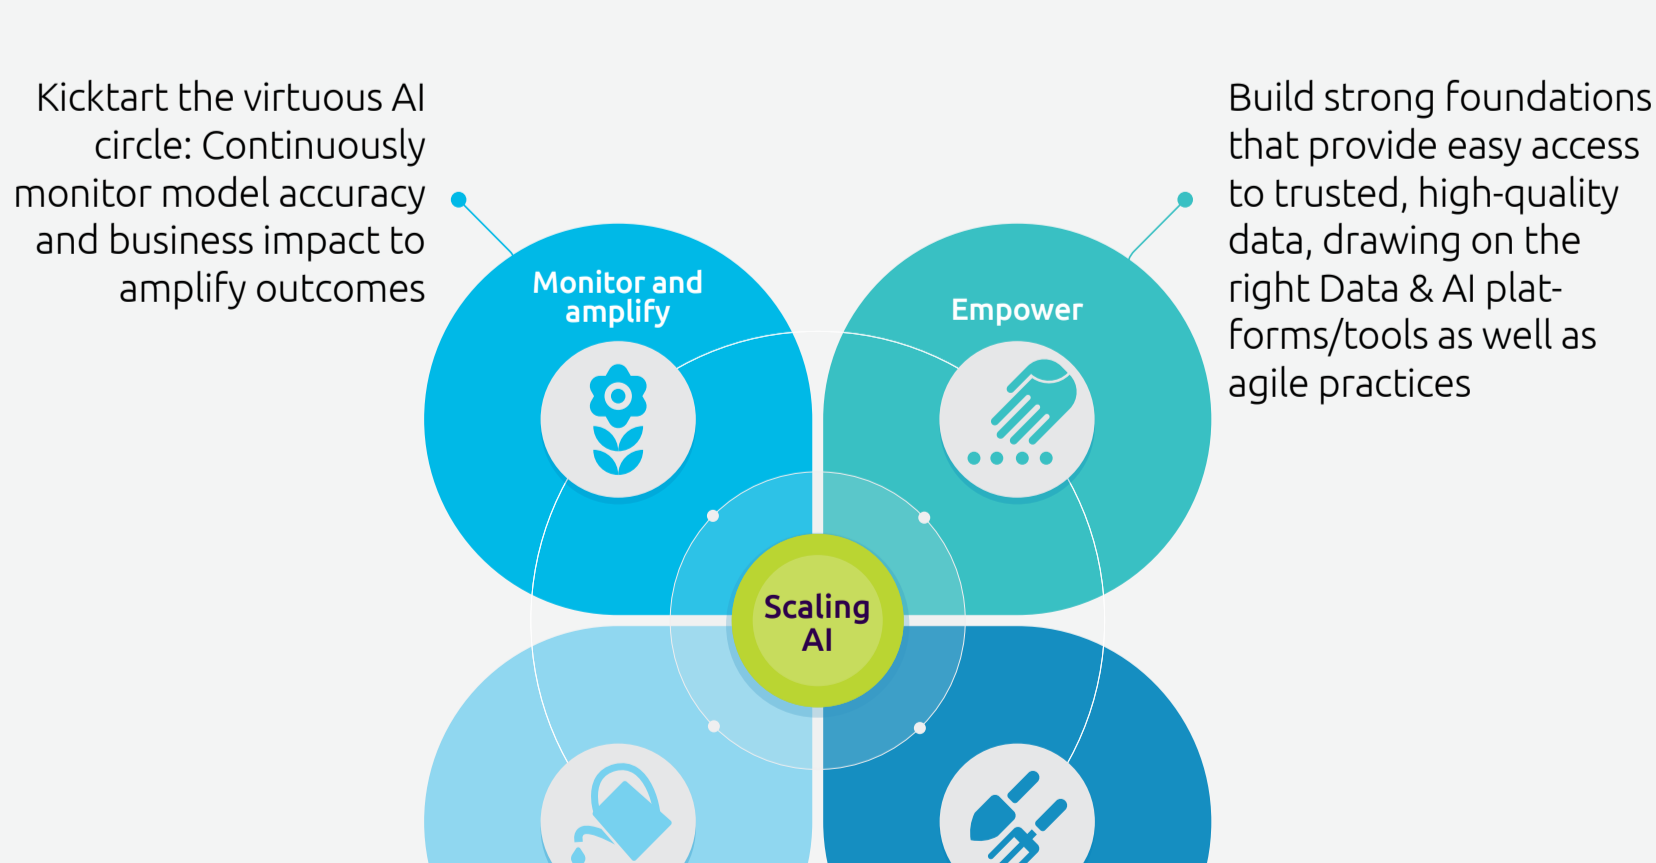 Kicktart the virtuous AI
circle: Continuously
monitor model accuracy
and business impact to
amplify outcomes
Monitor and
amplify
Empower
Build strong foundations
that provide easy access
to trusted, high-quality
data, drawing on the
right Data & AI plat-
forms/tools as well as
agile practices
Scaling
AI